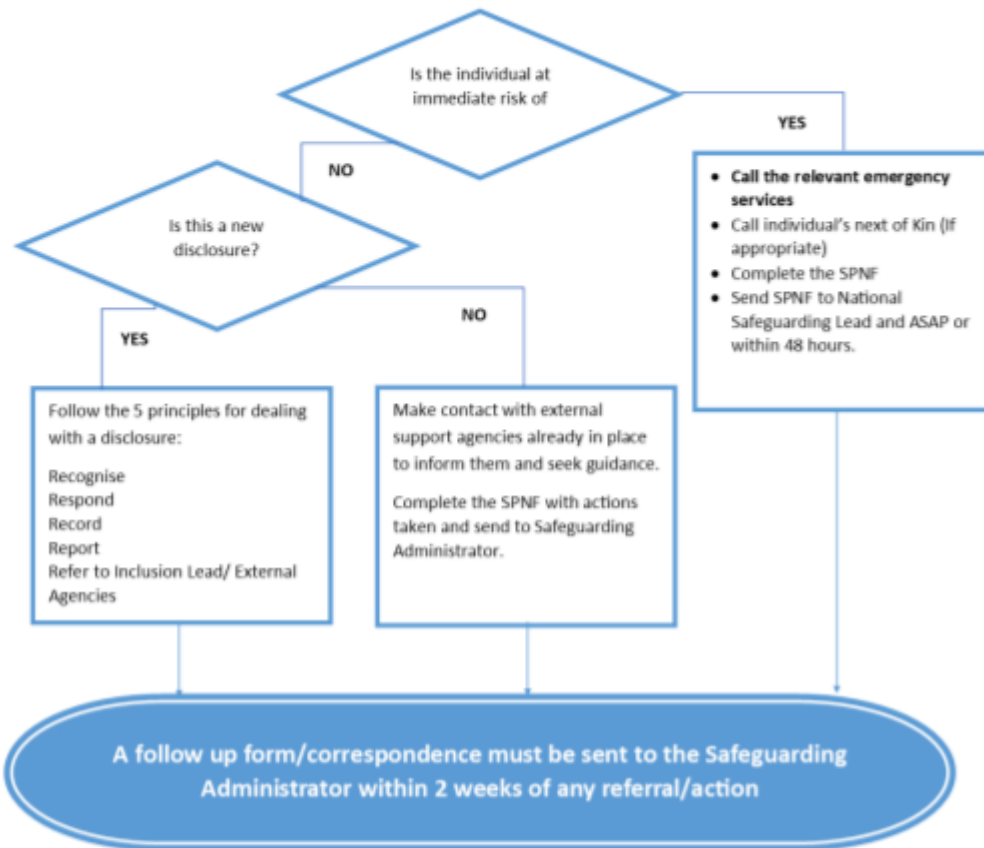 Is the individual at
immediate risk of
YES
NO
• Call the relevant emergency
services
• Call individual's next of Kin (If
appropriate)
• Complete the SPNF
• Send SPNF to National
Safeguarding Lead and ASAP or
within 48 hours.
Is this a new
disclosure?
YES
NO
Follow the 5 principles for dealing
with a disclosure:
Recognise
Respond
Record
Report
Refer to Inclusion Lead/ External
Agencies
Make contact with external
support agencies already in place
to inform them and seek guidance.
Complete the SPNF with actions
taken and send to Safeguarding
Administrator.
A follow up form/correspondence must be sent to the Safeguarding
Administrator within 2 weeks of any referral/action